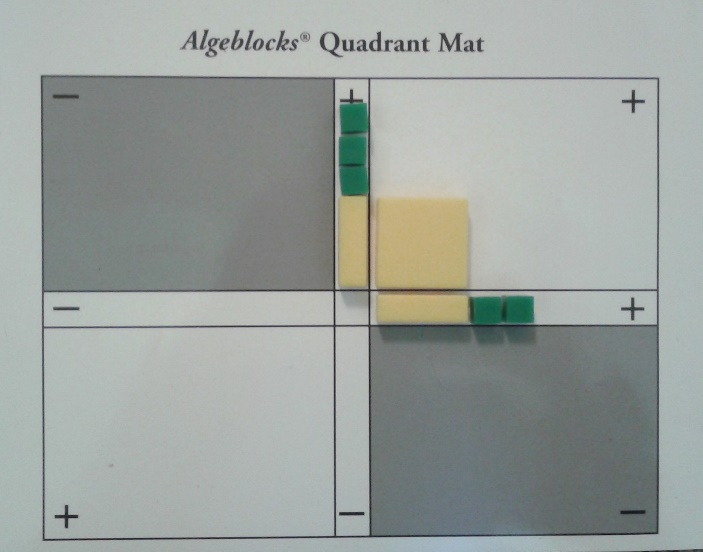 Algeblocks® Quadrant Mat
− + +
− +
+ − −